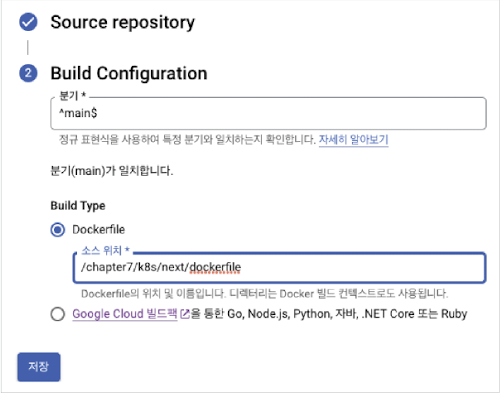 Source repository
2 Build Configuration
분기 *
^main$
정규 표현식을 사용하여 특정 분기와 일치하는지 확인합니다. 자세히 알아보기
분기(main)가 일치합니다.
Build Type
Dockerfile
소스 위치 *
/chapter7/k8s/next/dockerfile
Dockerfile의 위치 및 이름입니다. 디렉터리는 Docker 빌드 컨텍스트로도 사용됩니다.
Google Cloud 빌드팩을 통한 Go, Node.js, Python, 자바, .NET Core 또는 Ruby
저장